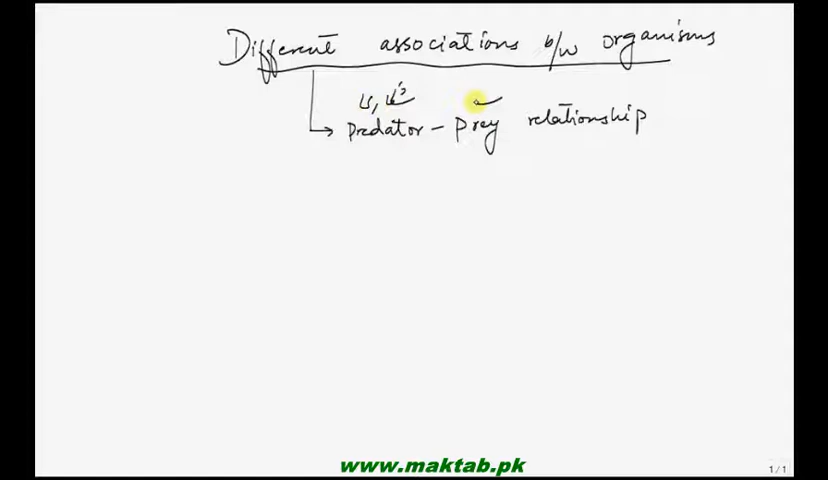 Different associations b/w organisms
Predator - Prey relationship
www.maktab.pk
1/1